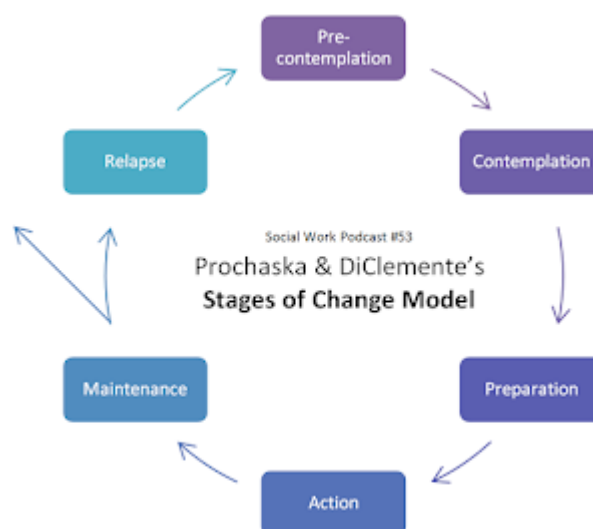 Pre-
contemplation
Contemplation
Preparation
Action
Maintenance
Relapse
Social Work Podcast #53
Prochaska & DiClemente's
Stages of Change Model